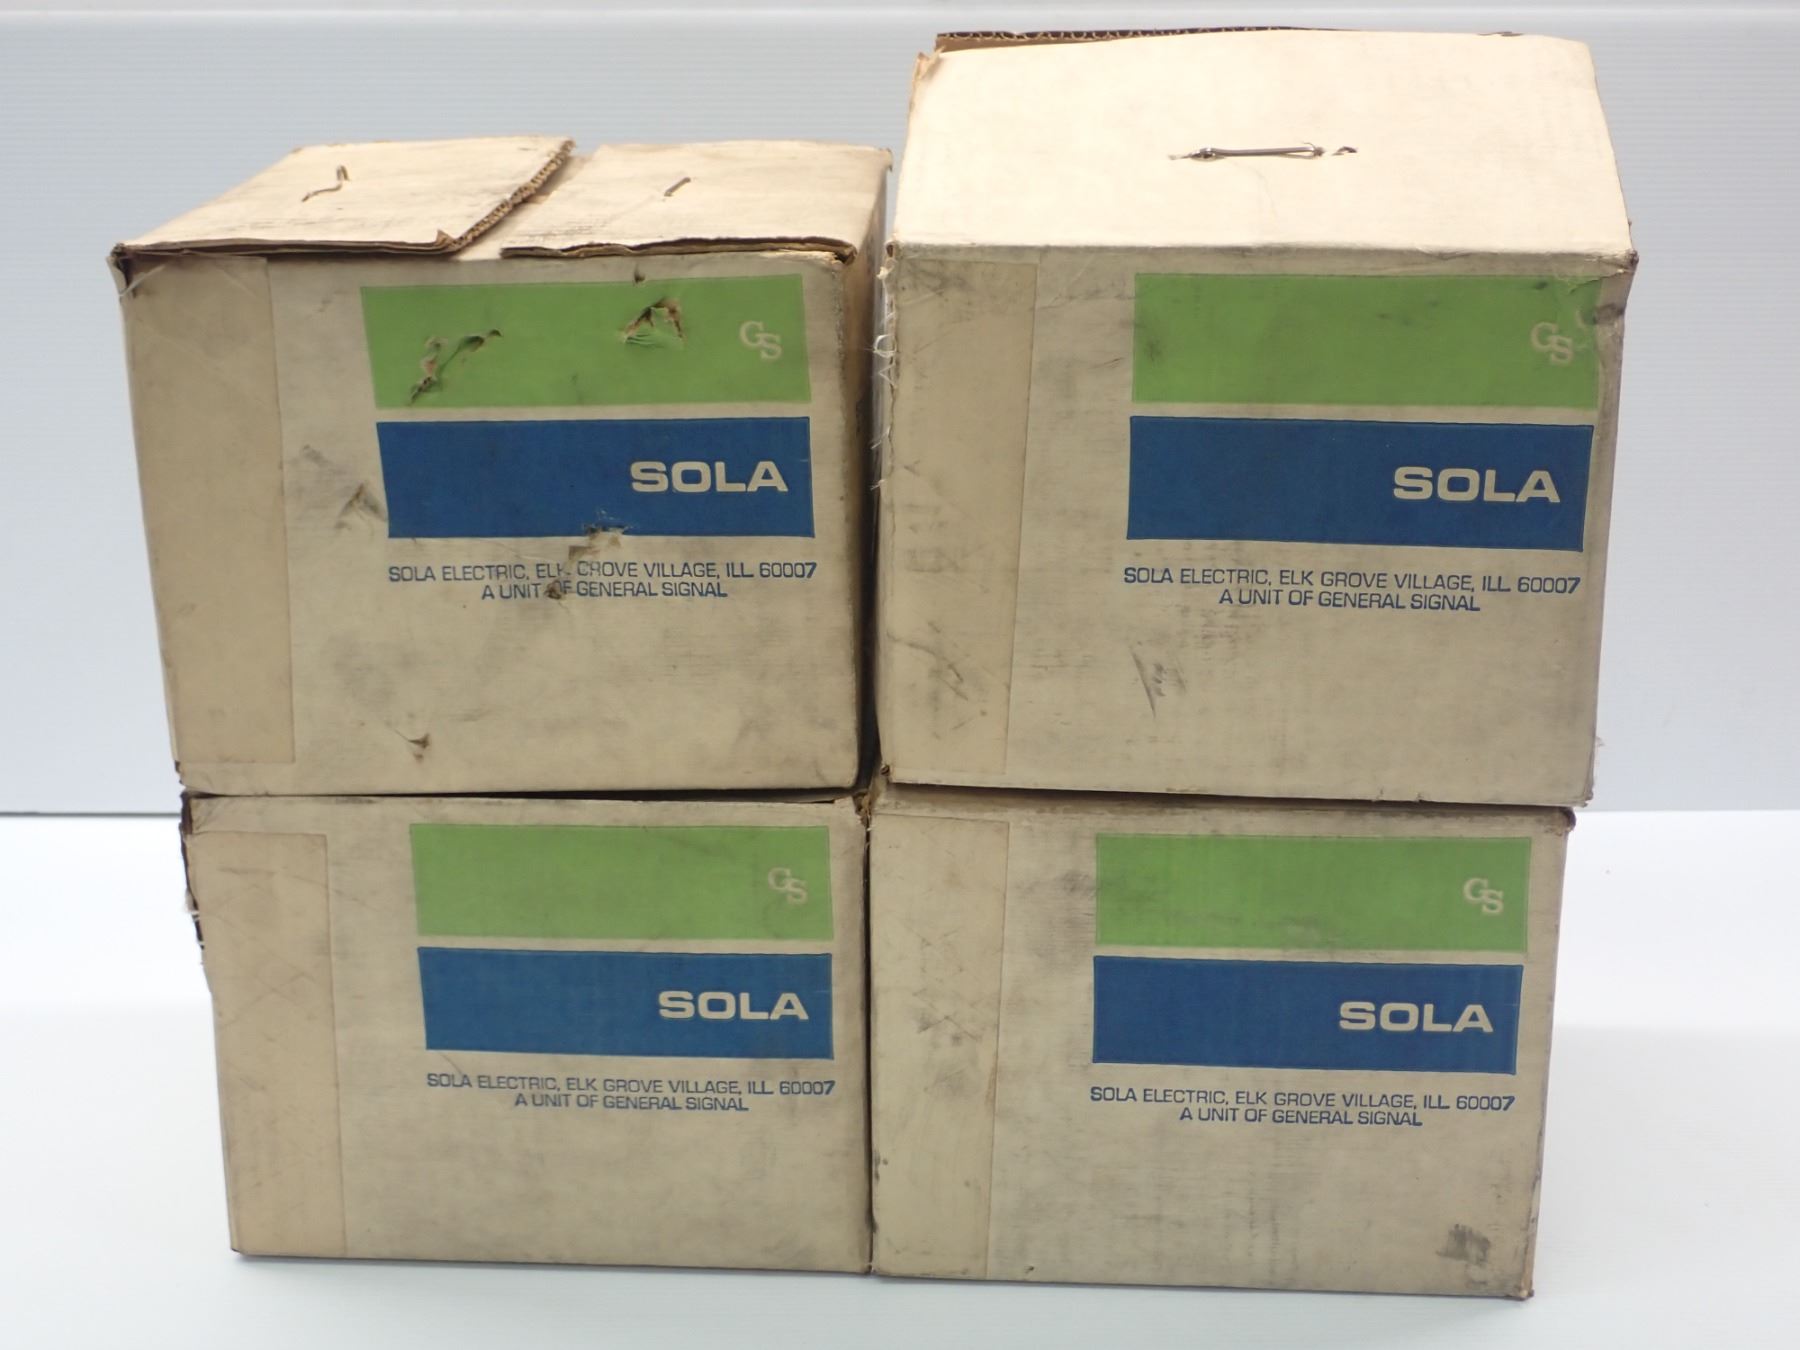 GS
SOLA
SOLA ELECTRIC, ELK GROVE VILLAGE, ILL 60007
A UNIT OF GENERAL SIGNAL
GS
SOLA
SOLA ELECTRIC, ELK GROVE VILLAGE, ILL 60007
A UNIT OF GENERAL SIGNAL
GS
SOLA
SOLA ELECTRIC, ELK GROVE VILLAGE, ILL 60007
A UNIT OF GENERAL SIGNAL
GS
SOLA
SOLA ELECTRIC, ELK GROVE VILLAGE, ILL 60007
A UNIT OF GENERAL SIGNAL